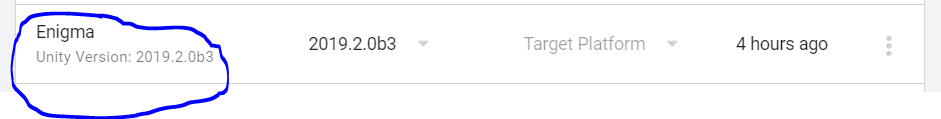 Enigma
Unity Version: 2019.2.0b3
2019.2.0b3
Target Platform
4 hours ago